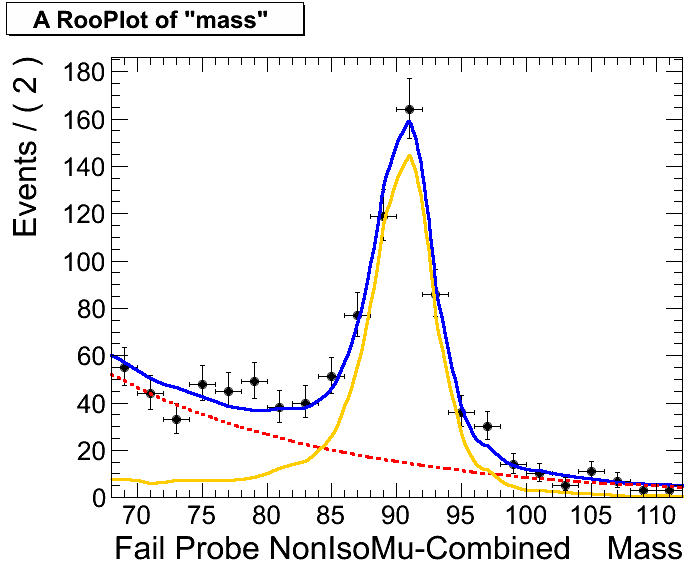 A RooPlot of "mass"
Events / ( 2 )
180
160
140
120
100
80
60
40
20
0
70 75 80 85 90 95 100 105 110
Fail Probe NonIsoMu-Combined Mass